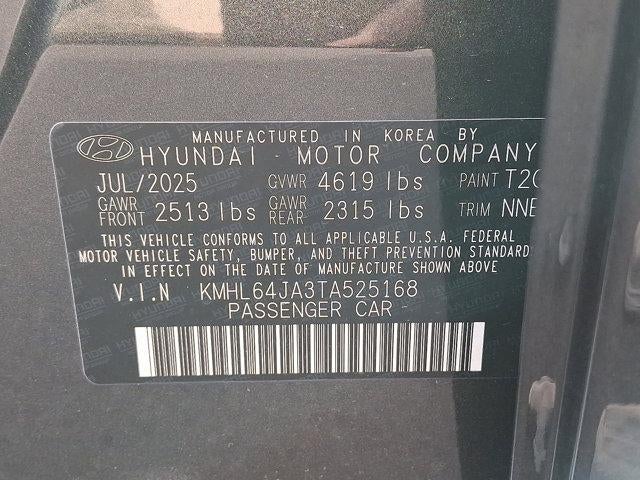 MANUFACTURED IN KOREA BY
HYUNDAI MOTOR COMPANY
JUL/2025 GVWR 4619 lbs PAINT
GAWR FRONT 2513 lbs GAWR REAR 2315 lbs TRIM
THIS VEHICLE CONFORMS TO ALL APPLICABLE U.S.A. FEDERAL
MOTOR VEHICLE SAFETY, BUMPER, AND THEFT PREVENTION STANDARD
IN EFFECT ON THE DATE OF MANUFACTURE SHOWN ABOVE
V.I.N KMHL64JA3TA525168
PASSENGER CAR